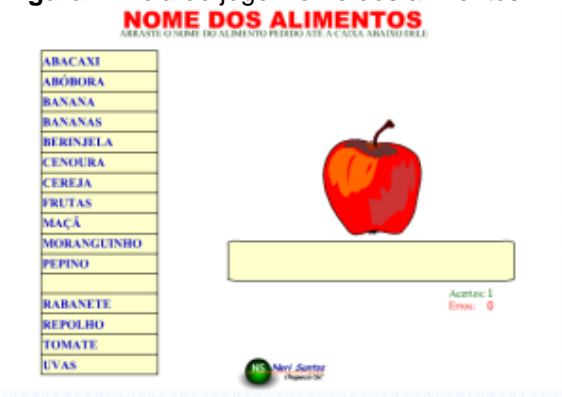 NOME DOS ALIMENTOS
ARRASTE O NOME DO ALIMENTO PEDIDO ATÉ A CAIXA ABAIXO DELE
ABACAXI
ABÓBORA
BANANA
BANANAS
BERINJELA
CENOURA
CEREJA
FRUTAS
MAÇÃ
MORANGUINHO
PEPINO
RABANETE
REPOLHO
TOMATE
UVAS
Acertos: 1
Erros: 0
NS Neri Santos